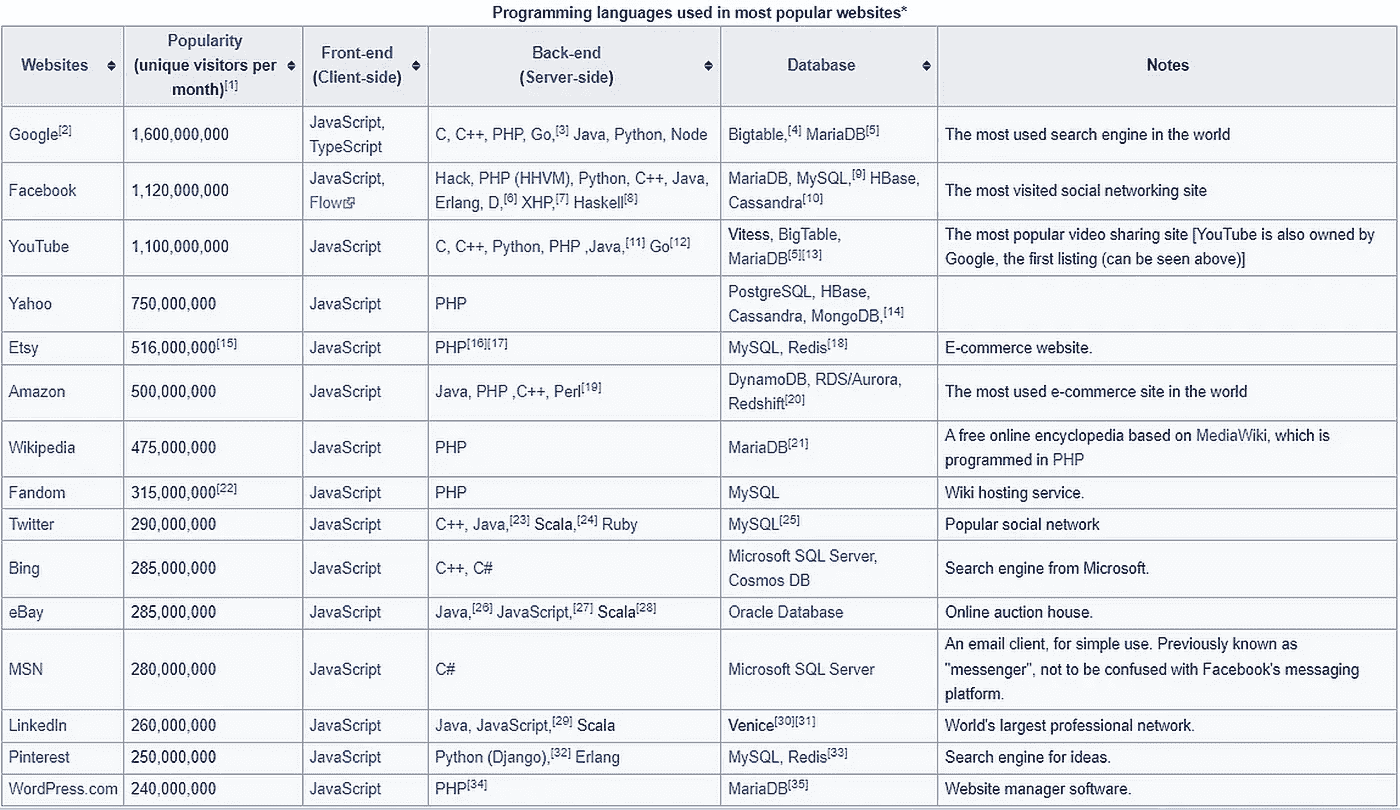 Programming languages used in most popular websites*
Websites
Popularity
(unique visitors per
month)[1]
Front-end
(Client-side)
Back-end
(Server-side)
Database
Notes
Google[2]
1,600,000,000
JavaScript,
TypeScript
C, C++, PHP, Go,[3] Java, Python, Node
Bigtable,[4] MariaDB[5]
The most used search engine in the world
Facebook
1,120,000,000
JavaScript,
Flow
Hack, PHP (HHVM), Python, C++, Java,
Erlang, D,[6] XHP,[7] Haskell[8]
MariaDB, MySQL,[9] HBase,
Cassandra[10]
The most visited social networking site
YouTube
1,100,000,000
JavaScript
C, C++, Python, PHP ,Java,[11] Go[12]
Vitess, BigTable,
MariaDB[5][13]
The most popular video sharing site [YouTube is also owned by
Google, the first listing (can be seen above)]
Yahoo
750,000,000
JavaScript
PHP
PostgreSQL, HBase,
Cassandra, MongoDB,[14]
Etsy
516,000,000[15]
JavaScript
PHP[16][17]
MySQL, Redis[18]
E-commerce website.
Amazon
500,000,000
JavaScript
Java, PHP ,C++, Perl[19]
DynamoDB, RDS/Aurora,
Redshift[20]
The most used e-commerce site in the world
Wikipedia
475,000,000
JavaScript
PHP
MariaDB[21]
A free online encyclopedia based on MediaWiki, which is
programmed in PHP
Fandom
315,000,000[22]
JavaScript
PHP
MySQL
Wiki hosting service.
Twitter
290,000,000
JavaScript
C++, Java,[23] Scala,[24] Ruby
MySQL[25]
Popular social network
Bing
285,000,000
JavaScript
C++, C#
Microsoft SQL Server,
Cosmos DB
Search engine from Microsoft.
eBay
285,000,000
JavaScript
Java,[26] JavaScript,[27] Scala[28]
Oracle Database
Online auction house.
MSN
280,000,000
JavaScript
C#
Microsoft SQL Server
An email client, for simple use. Previously known as
"messenger", not to be confused with Facebook's messaging
platform.
LinkedIn
260,000,000
JavaScript
Java, JavaScript,[29] Scala
Venice[30][31]
World's largest professional network.
Pinterest
250,000,000
JavaScript
Python (Django),[32] Erlang
MySQL, Redis[33]
Search engine for ideas.
WordPress.com
240,000,000
JavaScript
PHP[34]
MariaDB[35]
Website manager software.